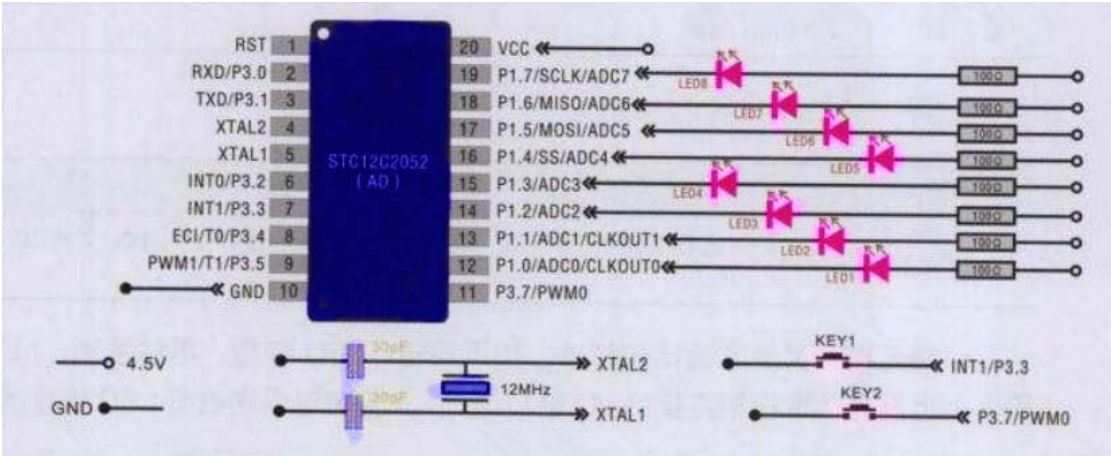 RST 1
RXD/P3.0 2
TXD/P3.1 3
XTAL2 4
XTAL1 5
INT0/P3.2 6
INT1/P3.3 7
ECI/T0/P3.4 8
PWM1/T1/P3.5 9
GND 10
STC12C2052
(AD)
20 VCC
19 P1.7/SCLK/ADC7 LED8 100Ω
18 P1.6/MISO/ADC6 LED7 100Ω
17 P1.5/MOSI/ADC5 LED6 100Ω
16 P1.4/SS/ADC4 LED5 100Ω
15 P1.3/ADC3 LED4 100Ω
14 P1.2/ADC2 LED3 100Ω
13 P1.1/ADC1/CLKOUT1 LED2 100Ω
12 P1.0/ADC0/CLKOUT0 LED1 100Ω
11 P3.7/PWM0
4.5V
GND
30pF
XTAL2
12MHz
30pF
XTAL1
KEY1
INT1/P3.3
KEY2
P3.7/PWM0